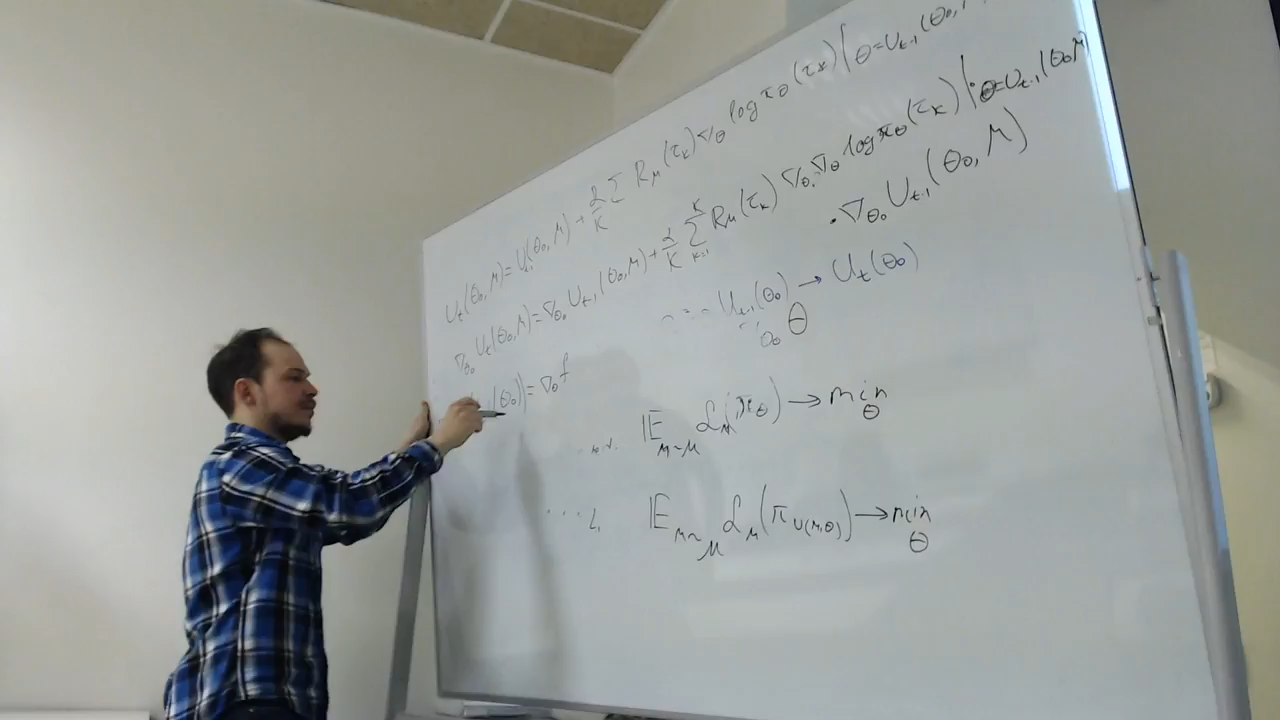 U_t(θ_0, M) = U_{t-1}(θ_0, M) + α/K Σ R_M(τ_k) ∇_θ log π_θ(τ_k) | θ=U_{t-1}(θ_0,
∇_{θ_0} U_t(θ_0, M) = ∇_{θ_0} U_{t-1}(θ_0, M) + α/K Σ_{k=1}^{K} R_M(τ_k) ∇_{θ_0} ∇_θ log π_θ(τ_k) | θ=U_{t-1}(θ_0 M
· ∇_{θ_0} U_{t-1}(θ_0, M)
U_{t-1}(θ_0) → U_t(θ_0)
θ
(θ_0)) = ∇_θ f
𝔼_{M∼ℳ} ℒ_M(π_θ) → min_θ
𝔼_{M∼ℳ} ℒ_M(π_{U(M,θ)}) → min_θ